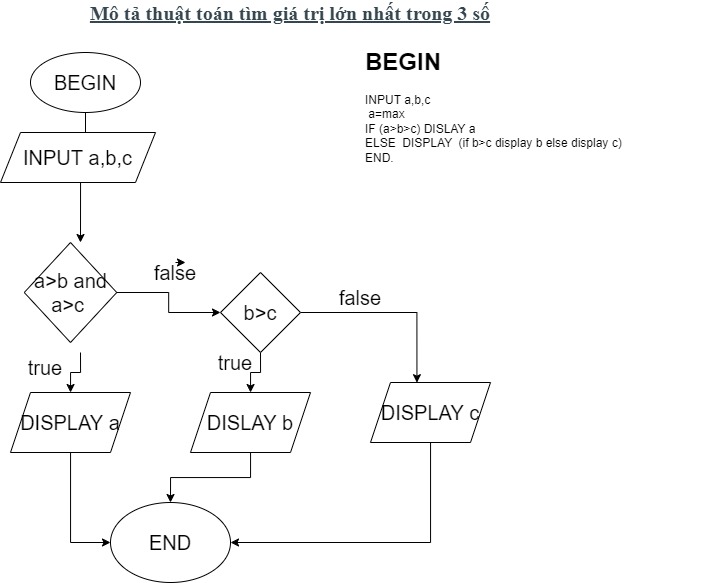 Mô tả thuật toán tìm giá trị lớn nhất trong 3 số
BEGIN
INPUT a,b,c
a>b and
a>c
false
b>c
false
true
true
DISPLAY a
DISLAY b
DISPLAY c
END
BEGIN
INPUT a,b,c
a=max
IF (a>b>c) DISLAY a
ELSE DISPLAY (if b>c display b else display c)
END.